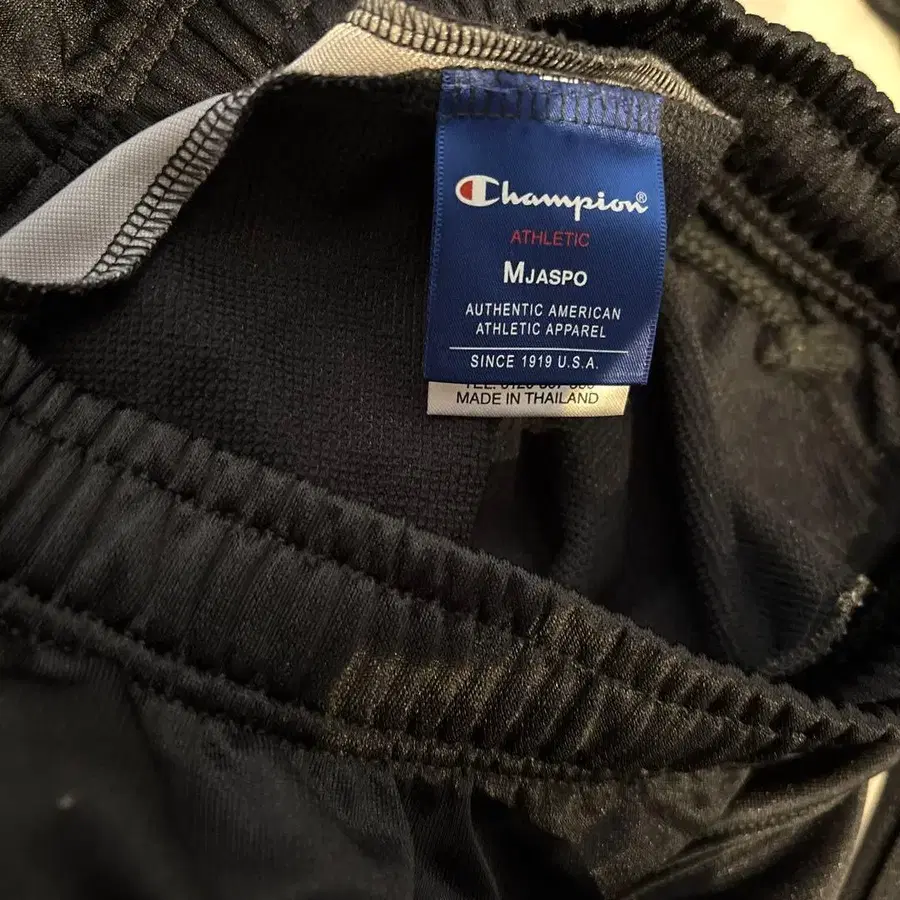 Champion®
ATHLETIC
MJASPO
AUTHENTIC AMERICAN
ATHLETIC APPAREL
SINCE 1919 U.S.A.
MADE IN THAILAND